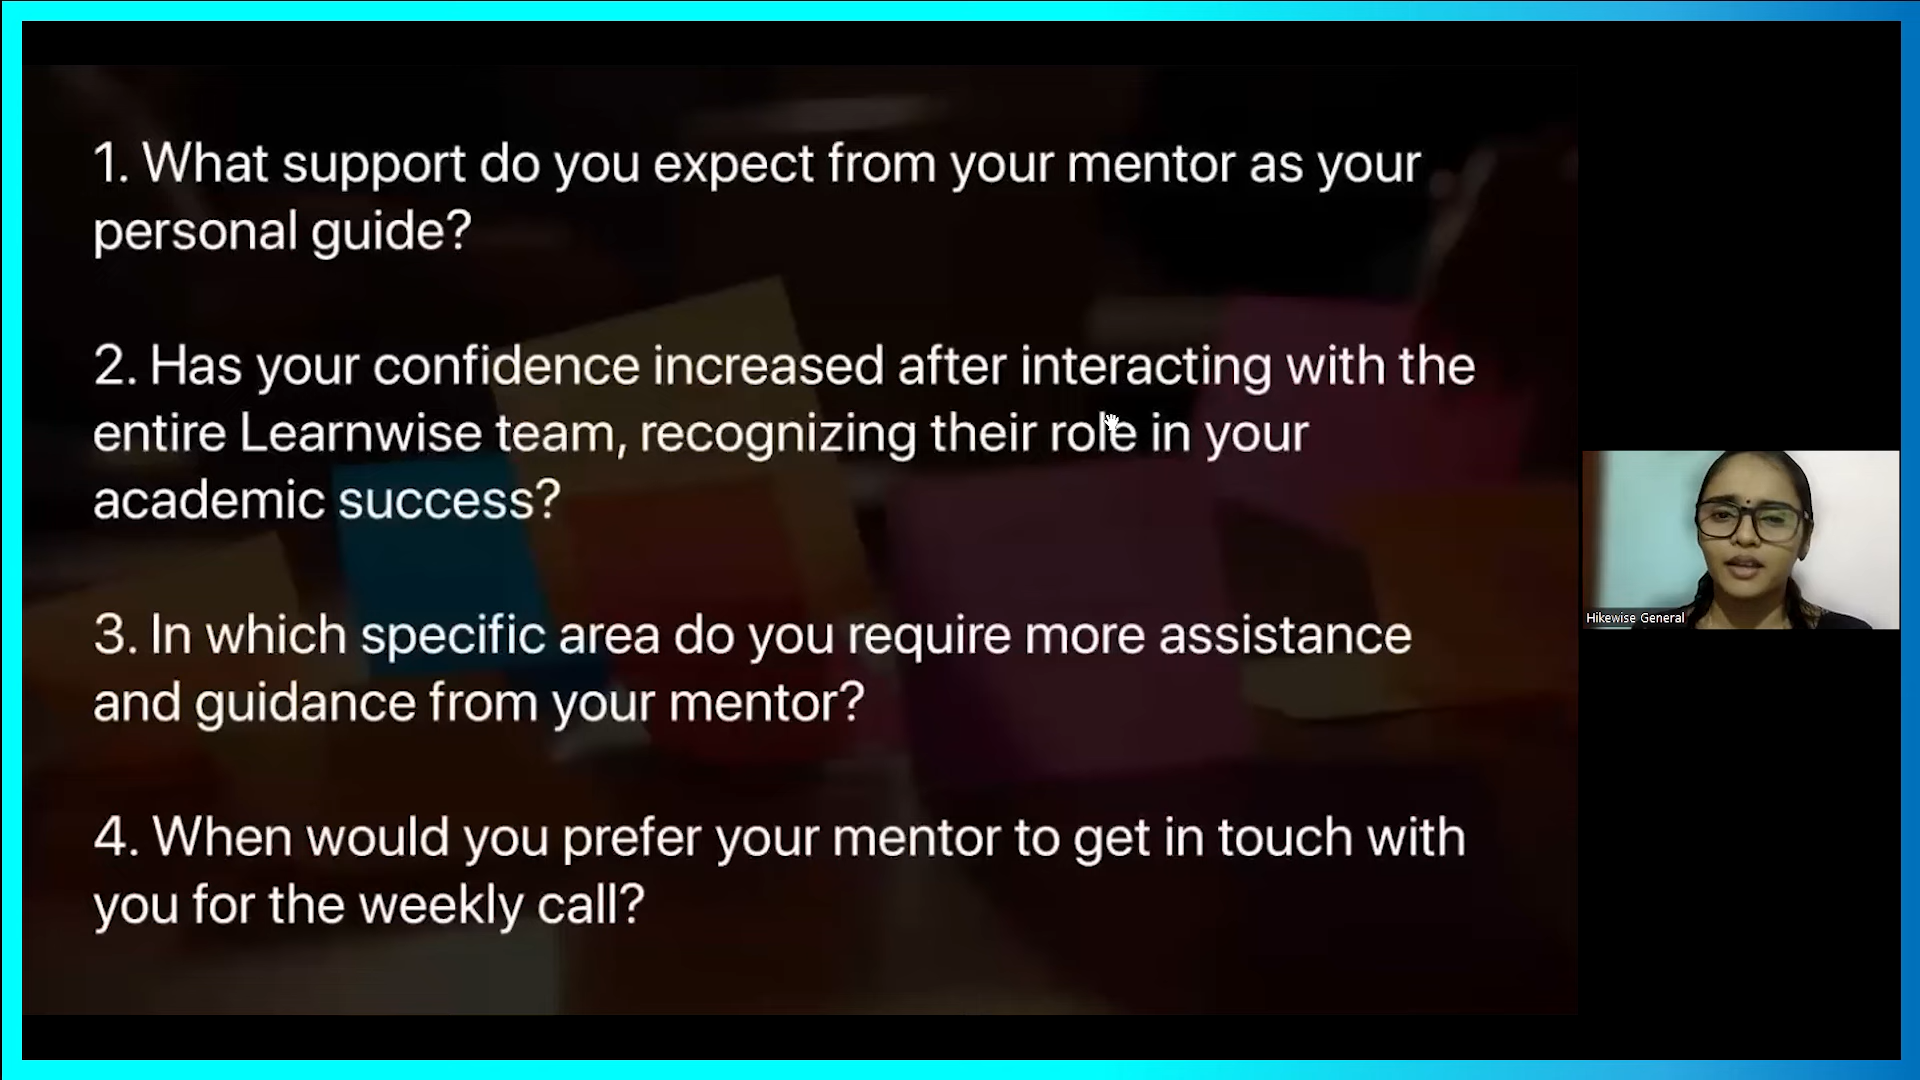 1. What support do you expect from your mentor as your
personal guide?
2. Has your confidence increased after interacting with the
entire Learnwise team, recognizing their role in your
academic success?
3. In which specific area do you require more assistance
and guidance from your mentor?
4. When would you prefer your mentor to get in touch with
you for the weekly call?
Hikewise General